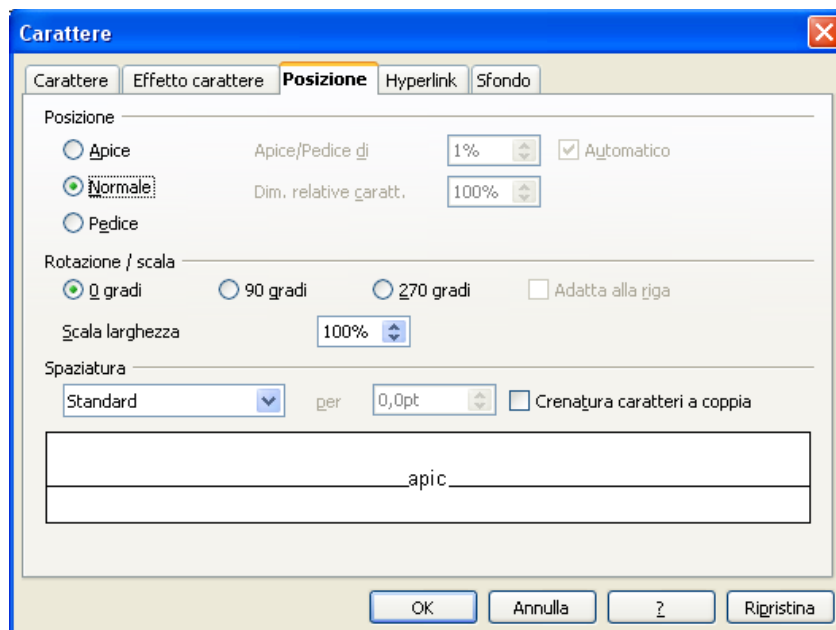 Carattere
Carattere Effetto carattere Posizione Hyperlink Sfondo
Posizione
Apice Apice/Pedice di 1% Automatico
Normale Dim. relative caratt. 100%
Pedice
Rotazione / scala
0 gradi 90 gradi 270 gradi Adatta alla riga
Scala larghezza 100%
Spaziatura
Standard per 0,0pt Crenatura caratteri a coppia
apic
OK Annulla ? Ripristina